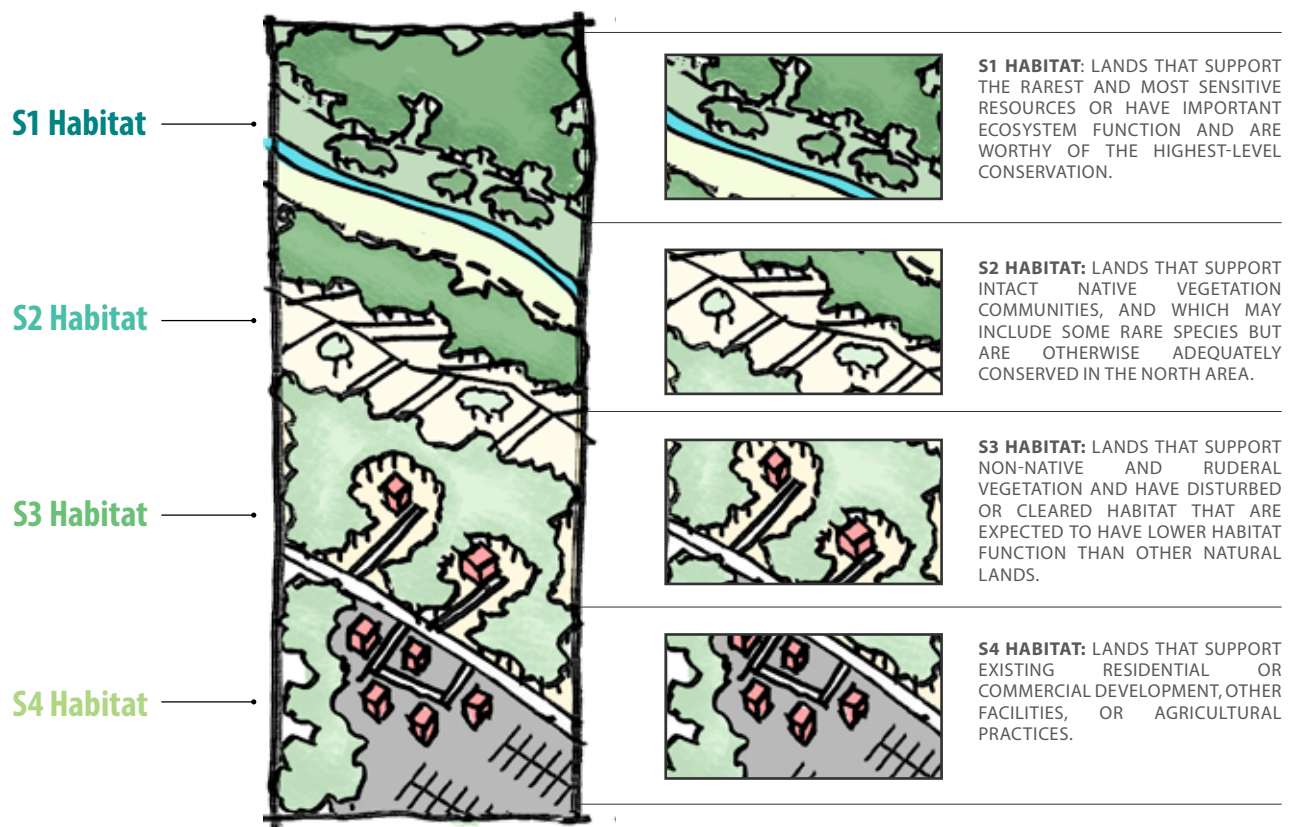 S1 Habitat
S1 HABITAT: LANDS THAT SUPPORT
THE RAREST AND MOST SENSITIVE
RESOURCES OR HAVE IMPORTANT
ECOSYSTEM FUNCTION AND ARE
WORTHY OF THE HIGHEST-LEVEL
CONSERVATION.
S2 Habitat
S2 HABITAT: LANDS THAT SUPPORT
INTACT NATIVE VEGETATION
COMMUNITIES, AND WHICH MAY
INCLUDE SOME RARE SPECIES BUT
ARE OTHERWISE ADEQUATELY
CONSERVED IN THE NORTH AREA.
S3 Habitat
S3 HABITAT: LANDS THAT SUPPORT
NON-NATIVE AND RUDERAL
VEGETATION AND HAVE DISTURBED
OR CLEARED HABITAT THAT ARE
EXPECTED TO HAVE LOWER HABITAT
FUNCTION THAN OTHER NATURAL
LANDS.
S4 Habitat
S4 HABITAT: LANDS THAT SUPPORT
EXISTING RESIDENTIAL OR
COMMERCIAL DEVELOPMENT, OTHER
FACILITIES, OR AGRICULTURAL
PRACTICES.